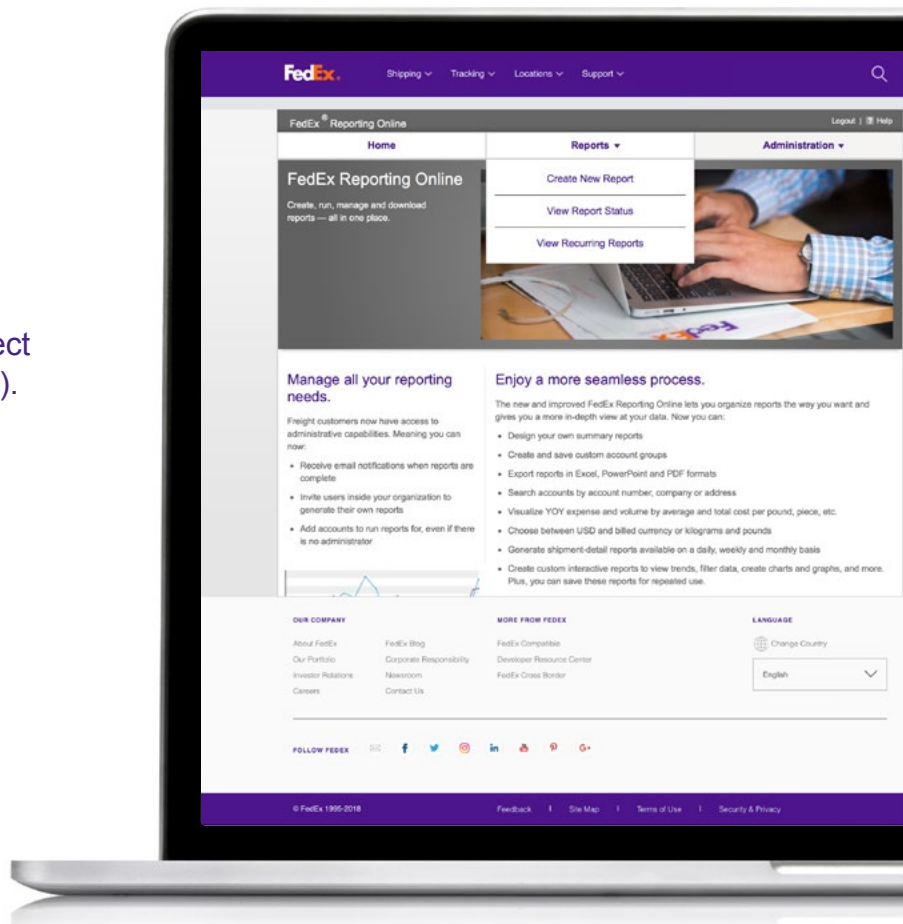 ect
).
FedEx®
Shipping Tracking Locations Support
FedEx® Reporting Online
Logout | Help
Home Reports Administration
FedEx Reporting Online
Create, run, manage and download
reports — all in one place.
Create New Report
View Report Status
View Recurring Reports
FedEx
Manage all your reporting
needs.
Freight customers now have access to
administrative capabilities. Meaning you can
now:
• Receive email notifications when reports are
complete
• Invite users inside your organization to
generate their own reports
• Add accounts to run reports for, even if there
is no administrator
Enjoy a more seamless process.
The new and improved FedEx Reporting Online lets you organize reports the way you want and
gives you a more in-depth view at your data. Now you can:
• Design your own summary reports
• Create and save custom account groups
• Export reports in Excel, PowerPoint and PDF formats
• Search accounts by account number, company or address
• Visualize YOY expense and volume by average and total cost per pound, piece, etc.
• Choose between USD and billed currency or kilograms and pounds
• Generate shipment-detail reports available on a daily, weekly and monthly basis
• Create custom interactive reports to view trends, filter data, create charts and graphs, and more.
Plus, you can save these reports for repeated use.
OUR COMPANY
About FedEx
Our Portfolio
Investor Relations
Careers
FedEx Blog
Corporate Responsibility
Newsroom
Contact Us
MORE FROM FEDEX
FedEx Compatible
Developer Resource Center
FedEx Cross Border
LANGUAGE
Change Country
English
FOLLOW FEDEX
© FedEx 1995-2018
Feedback | Site Map | Terms of Use | Security & Privacy